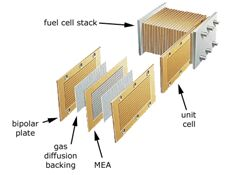 fuel cell stack
bipolar
plate
gas
diffusion
backing
MEA
unit
cell